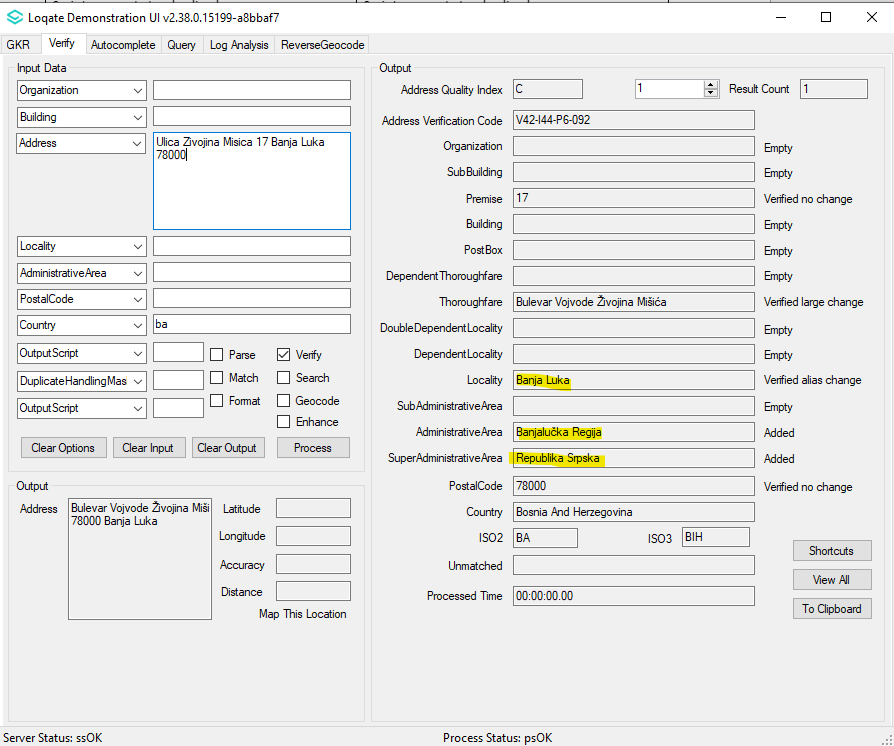 Loqate Demonstration UI v2.38.0.15199-a8bbaf7
GKR Verify Autocomplete Query Log Analysis ReverseGeocode
Input Data
Organization
Building
Address Ulica Zivojina Misica 17 Banja Luka
78000
Locality
AdministrativeArea
PostalCode
Country ba
OutputScript Parse Verify
DuplicateHandlingMas Match Search
OutputScript Format Geocode
Enhance
Clear Options Clear Input Clear Output Process
Output
Address Bulevar Vojvode Živojina Miši
78000 Banja Luka
Latitude
Longitude
Accuracy
Distance
Map This Location
Output
Address Quality Index C 1 Result Count 1
Address Verification Code V42-I44-P6-092
Organization Empty
SubBuilding Empty
Premise 17 Verified no change
Building Empty
PostBox Empty
DependentThoroughfare Empty
Thoroughfare Bulevar Vojvode Živojina Mišića Verified large change
DoubleDependentLocality Empty
DependentLocality Empty
Locality Banja Luka Verified alias change
SubAdministrativeArea Empty
AdministrativeArea Banjalučka Regija Added
SuperAdministrativeArea Republika Srpska Added
PostalCode 78000 Verified no change
Country Bosnia And Herzegovina
ISO2 BA ISO3 BIH
Unmatched
Processed Time 00:00:00.00
Shortcuts
View All
To Clipboard
Server Status: ssOK Process Status: psOK